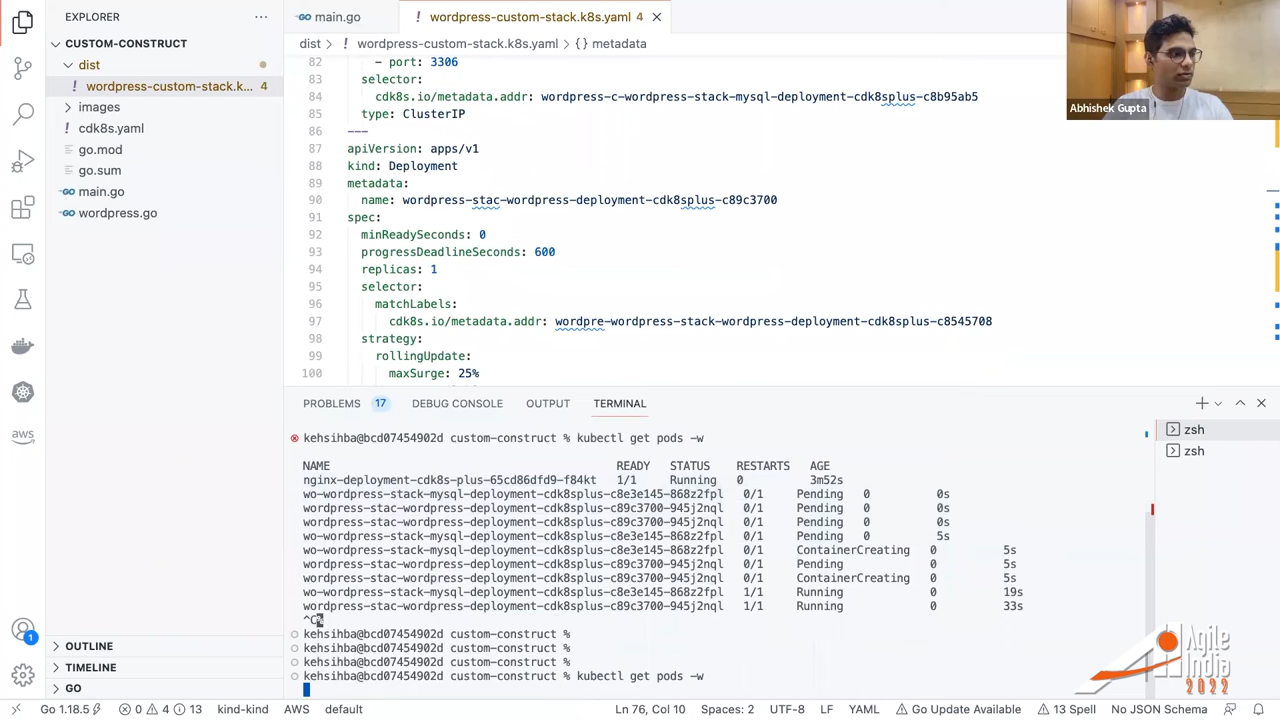 EXPLORER
CUSTOM-CONSTRUCT
dist
! wordpress-custom-stack.k... 4
images
! cdk8s.yaml
go.mod
go.sum
main.go
wordpress.go
OUTLINE
TIMELINE
GO
main.go
! wordpress-custom-stack.k8s.yaml 4
dist > ! wordpress-custom-stack.k8s.yaml > {} metadata
82 - port: 3306
83 selector:
84 cdk8s.io/metadata.addr: wordpress-c-wordpress-stack-mysql-deployment-cdk8splus-c8b95ab5
85 type: ClusterIP
86 ---
87 apiVersion: apps/v1
88 kind: Deployment
89 metadata:
90 name: wordpress-stac-wordpress-deployment-cdk8splus-c89c3700
91 spec:
92 minReadySeconds: 0
93 progressDeadlineSeconds: 600
94 replicas: 1
95 selector:
96 matchLabels:
97 cdk8s.io/metadata.addr: wordpre-wordpress-stack-wordpress-deployment-cdk8splus-c8545708
98 strategy:
99 rollingUpdate:
100 maxSurge: 25%
Abhishek Gupta
PROBLEMS 17 DEBUG CONSOLE OUTPUT TERMINAL
kehsihba@bcd07454902d custom-construct % kubectl get pods -w
NAME READY STATUS RESTARTS AGE
nginx-deployment-cdk8s-plus-65cd86dfd9-f84kt 1/1 Running 0 3m52s
wo-wordpress-stack-mysql-deployment-cdk8splus-c8e3e145-868z2fpl 0/1 Pending 0 0s
wordpress-stac-wordpress-deployment-cdk8splus-c89c3700-945j2nql 0/1 Pending 0 0s
wordpress-stac-wordpress-deployment-cdk8splus-c89c3700-945j2nql 0/1 Pending 0 0s
wo-wordpress-stack-mysql-deployment-cdk8splus-c8e3e145-868z2fpl 0/1 Pending 0 5s
wo-wordpress-stack-mysql-deployment-cdk8splus-c8e3e145-868z2fpl 0/1 ContainerCreating 0 5s
wordpress-stac-wordpress-deployment-cdk8splus-c89c3700-945j2nql 0/1 Pending 0 5s
wordpress-stac-wordpress-deployment-cdk8splus-c89c3700-945j2nql 0/1 ContainerCreating 0 5s
wo-wordpress-stack-mysql-deployment-cdk8splus-c8e3e145-868z2fpl 1/1 Running 0 19s
wordpress-stac-wordpress-deployment-cdk8splus-c89c3700-945j2nql 1/1 Running 0 33s
^C%
kehsihba@bcd07454902d custom-construct %
kehsihba@bcd07454902d custom-construct %
kehsihba@bcd07454902d custom-construct %
kehsihba@bcd07454902d custom-construct % kubectl get pods -w
zsh
zsh
aws
1
Agile
India
2022
Go 1.18.5 0 4 13 kind-kind AWS default Ln 76, Col 10 Spaces: 2 UTF-8 LF YAML Go Update Available 13 Spell No JSON Schema